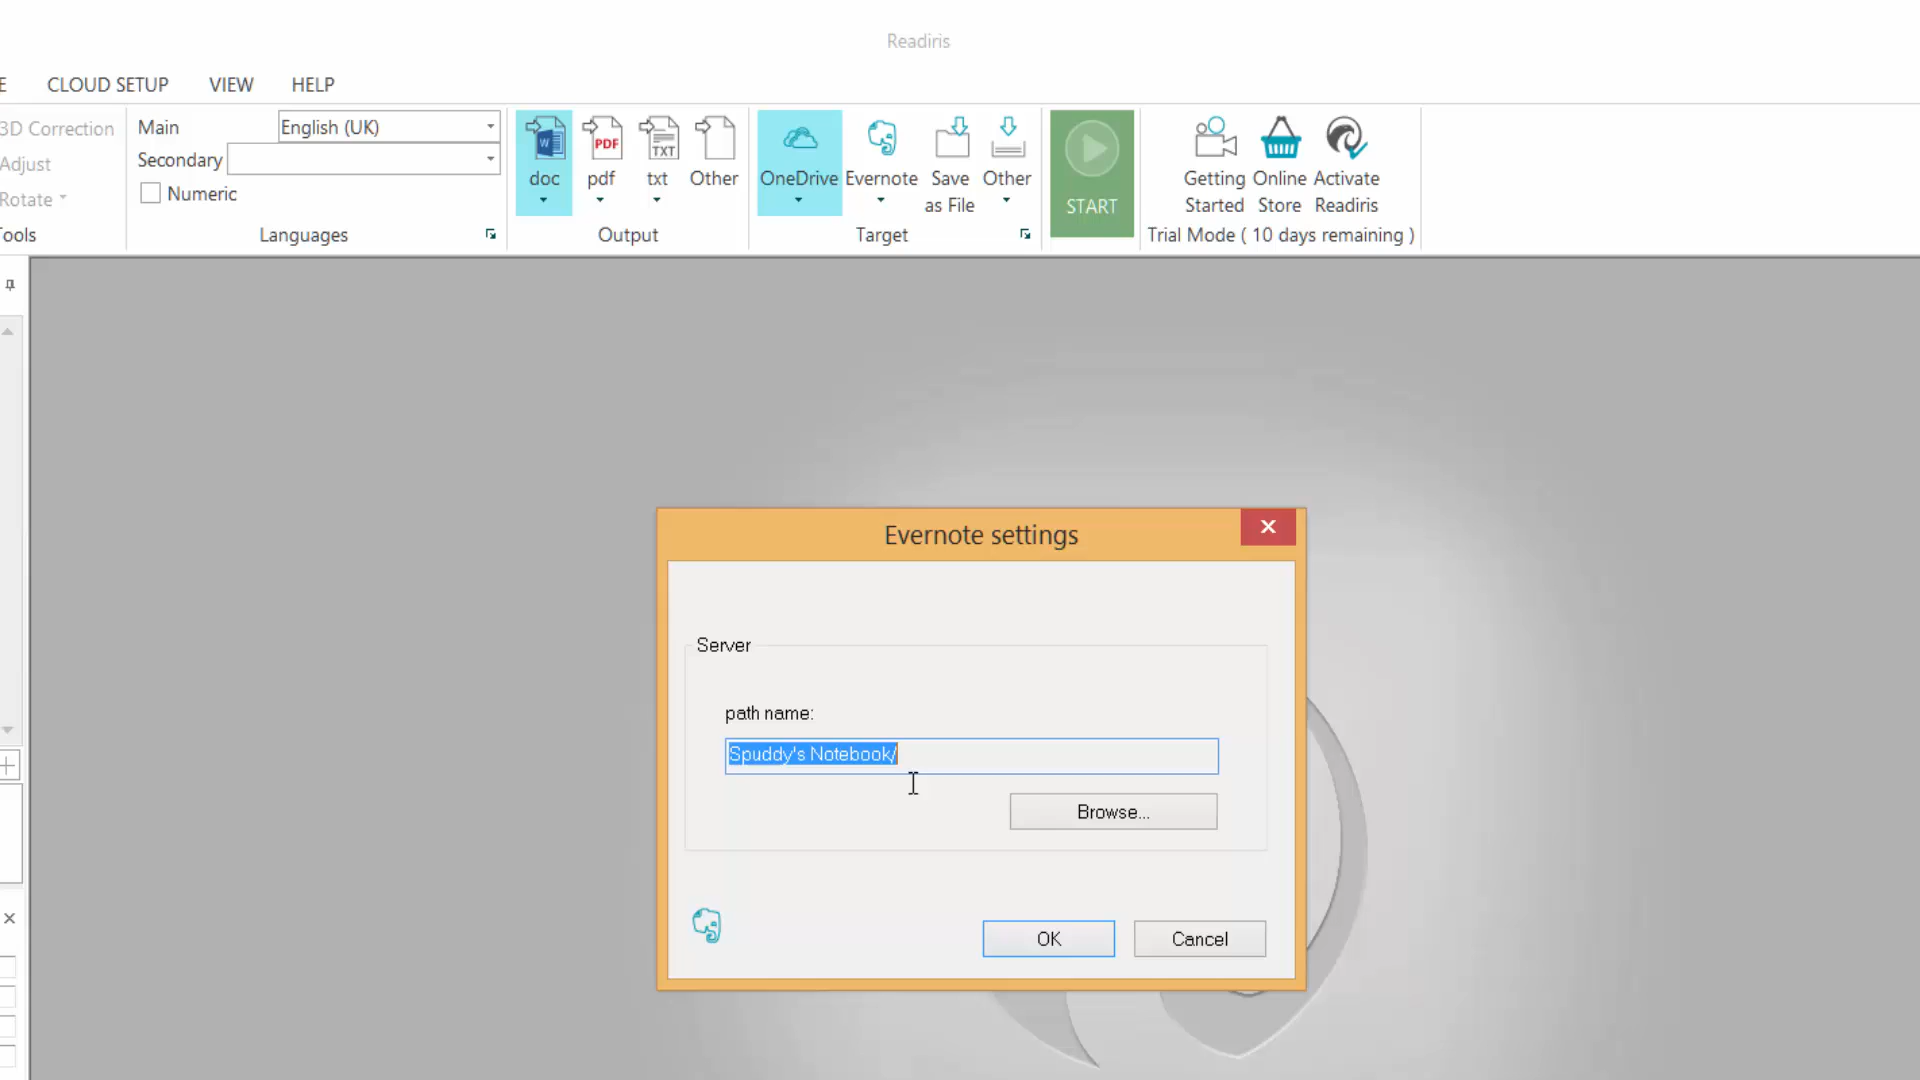 Readiris
E CLOUD SETUP VIEW HELP
3D Correction
Adjust
Rotate
Tools
Main English (UK)
Secondary
Numeric
Languages
doc pdf txt Other
PDF
TXT
Output
OneDrive Evernote Save as File Other
Target
START
Getting Started Online Store Activate Readiris
Trial Mode ( 10 days remaining )
Evernote settings
Server
path name:
Spuddy's Notebook/
Browse...
OK Cancel